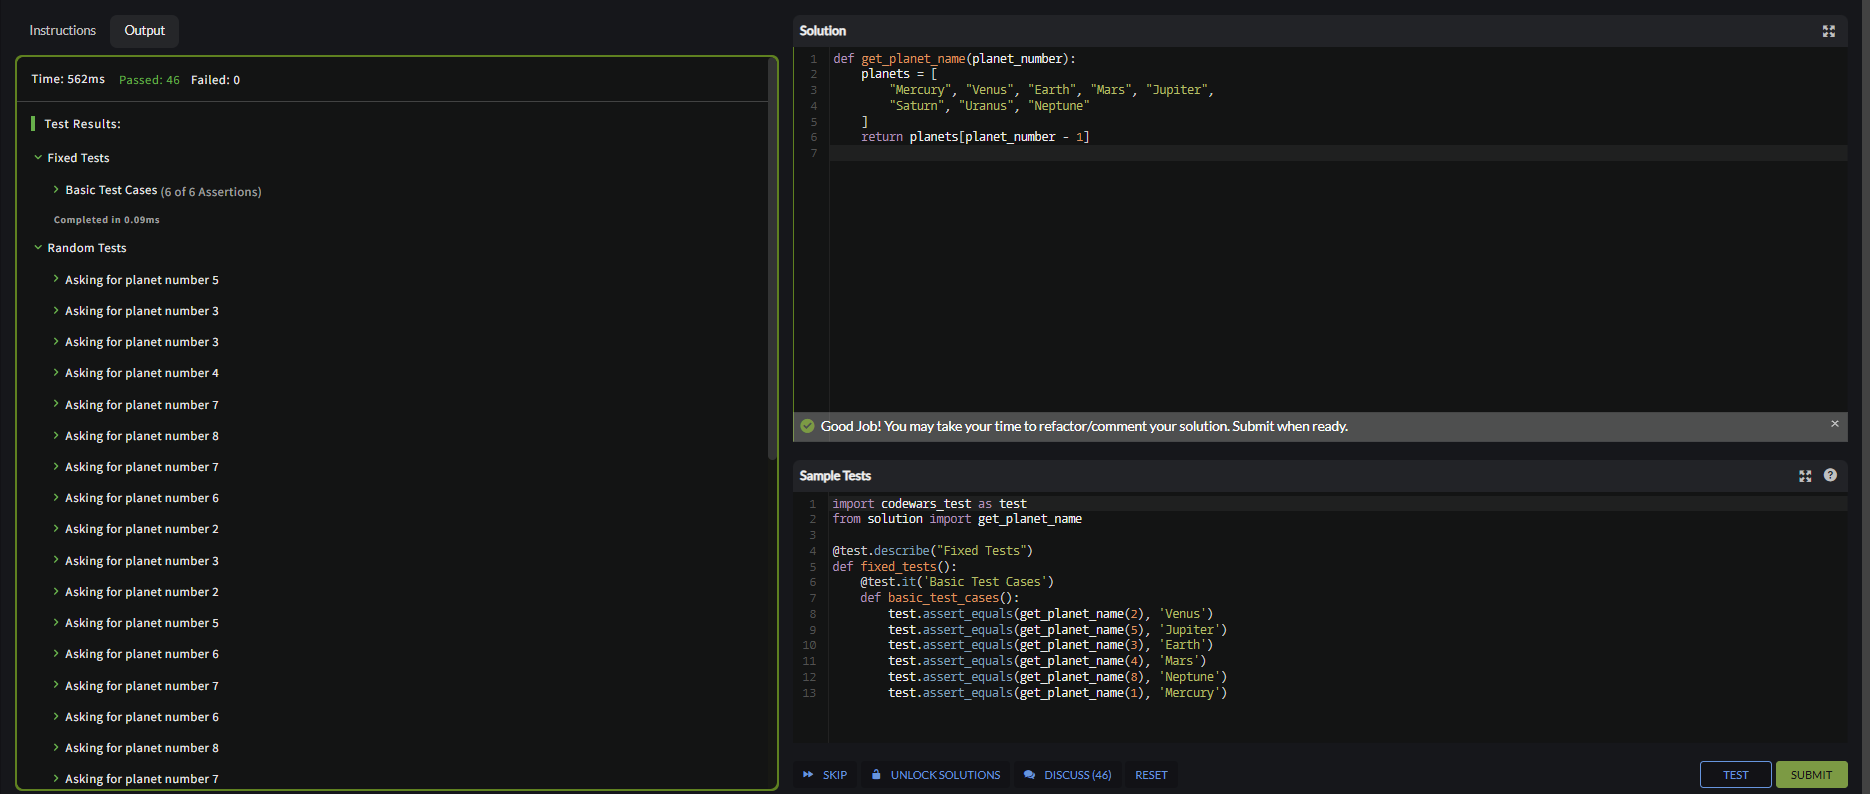 Instructions
Output
Time: 562ms Passed: 46 Failed: 0
Test Results:
Fixed Tests
Basic Test Cases (6 of 6 Assertions)
Completed in 0.09ms
Random Tests
Asking for planet number 5
Asking for planet number 3
Asking for planet number 3
Asking for planet number 4
Asking for planet number 7
Asking for planet number 8
Asking for planet number 7
Asking for planet number 6
Asking for planet number 2
Asking for planet number 3
Asking for planet number 2
Asking for planet number 5
Asking for planet number 6
Asking for planet number 7
Asking for planet number 6
Asking for planet number 8
Asking for planet number 7
Solution
1 def get_planet_name(planet_number):
2     planets = [
3         "Mercury", "Venus", "Earth", "Mars", "Jupiter",
4         "Saturn", "Uranus", "Neptune"
5     ]
6     return planets[planet_number - 1]
7
Good Job! You may take your time to refactor/comment your solution. Submit when ready.
×
Sample Tests
?
1 import codewars_test as test
2 from solution import get_planet_name
3
4 @test.describe("Fixed Tests")
5 def fixed_tests():
6     @test.it('Basic Test Cases')
7     def basic_test_cases():
8         test.assert_equals(get_planet_name(2), 'Venus')
9         test.assert_equals(get_planet_name(5), 'Jupiter')
10         test.assert_equals(get_planet_name(3), 'Earth')
11         test.assert_equals(get_planet_name(4), 'Mars')
12         test.assert_equals(get_planet_name(8), 'Neptune')
13         test.assert_equals(get_planet_name(1), 'Mercury')
SKIP
UNLOCK SOLUTIONS
DISCUSS (46)
RESET
TEST
SUBMIT